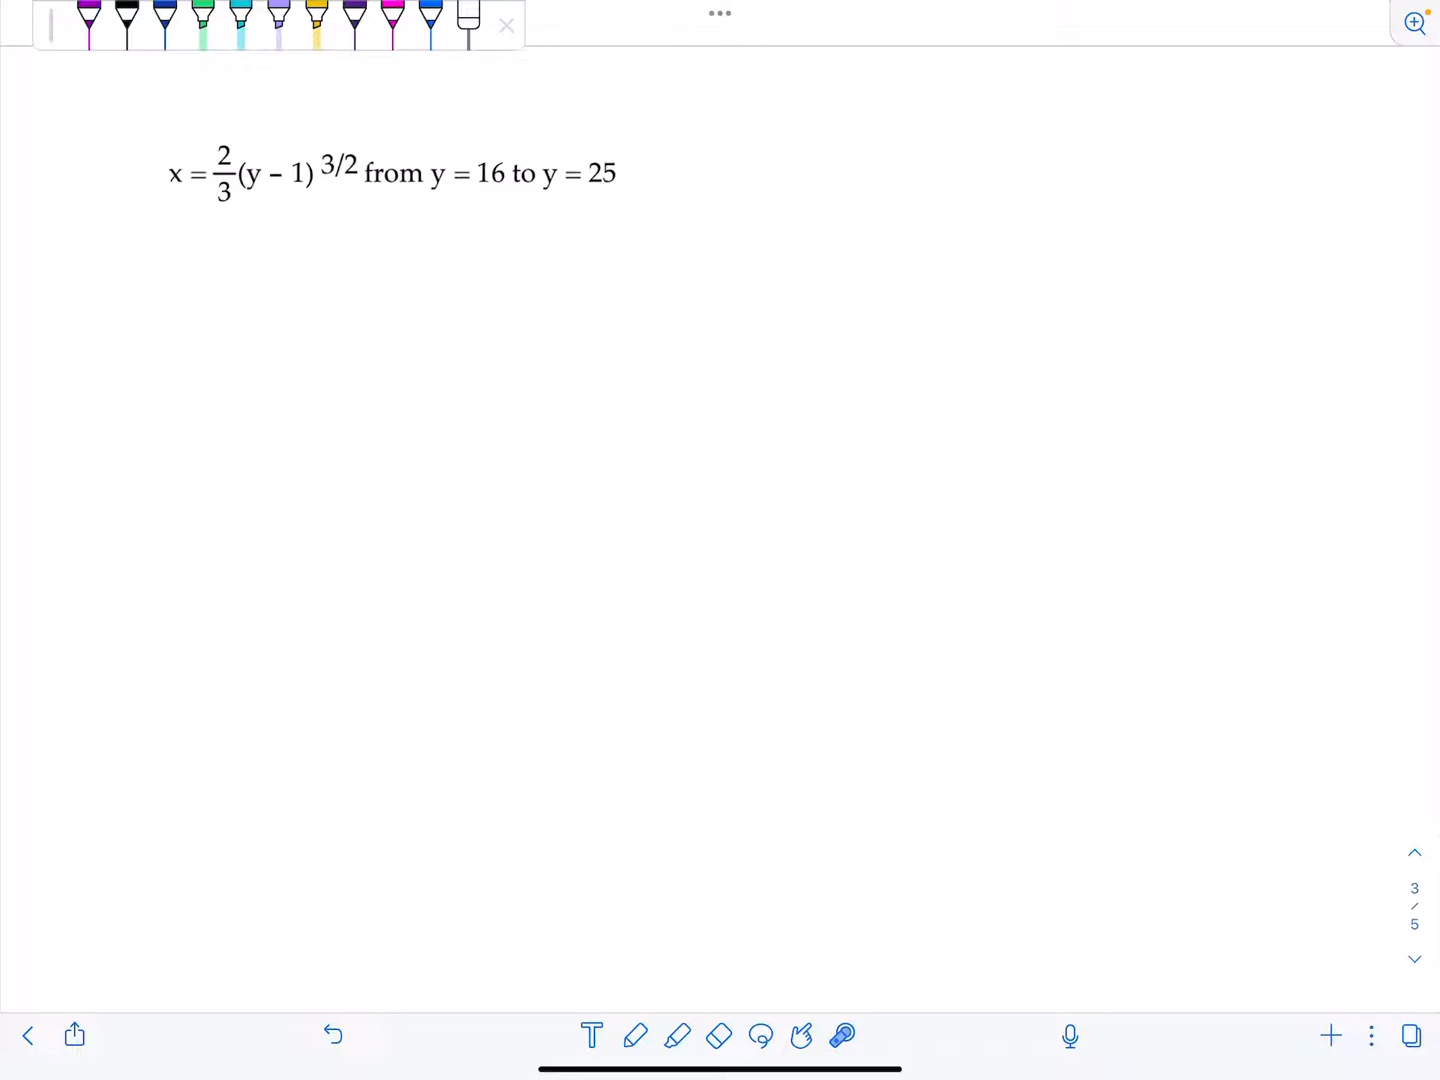 x = 2/3 (y – 1) 3/2 from y = 16 to y = 25
3
/
5
T